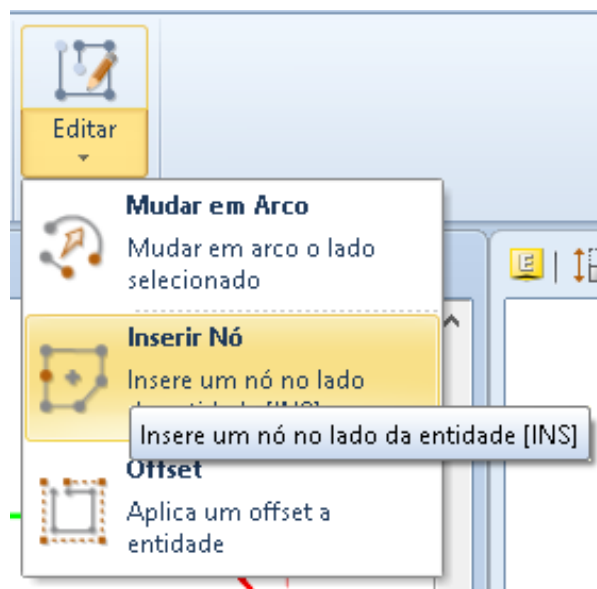 Editar
Mudar em Arco
Mudar em arco o lado
selecionado
Inserir Nó
Insere um nó no lado
Insere um nó no lado da entidade [INS]
Offset
Aplica um offset a
entidade
E